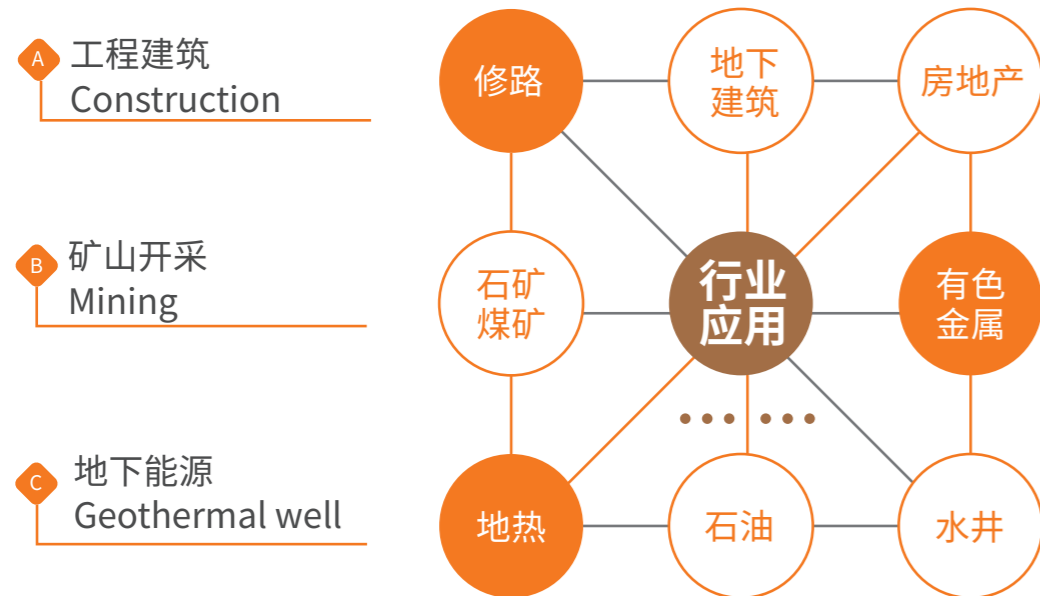 A
工程建筑
Construction
B
矿山开采
Mining
C
地下能源
Geothermal well
修路
地下
建筑
房地产
石矿
煤矿
行业
应用
有色
金属
••• •••
地热
石油
水井